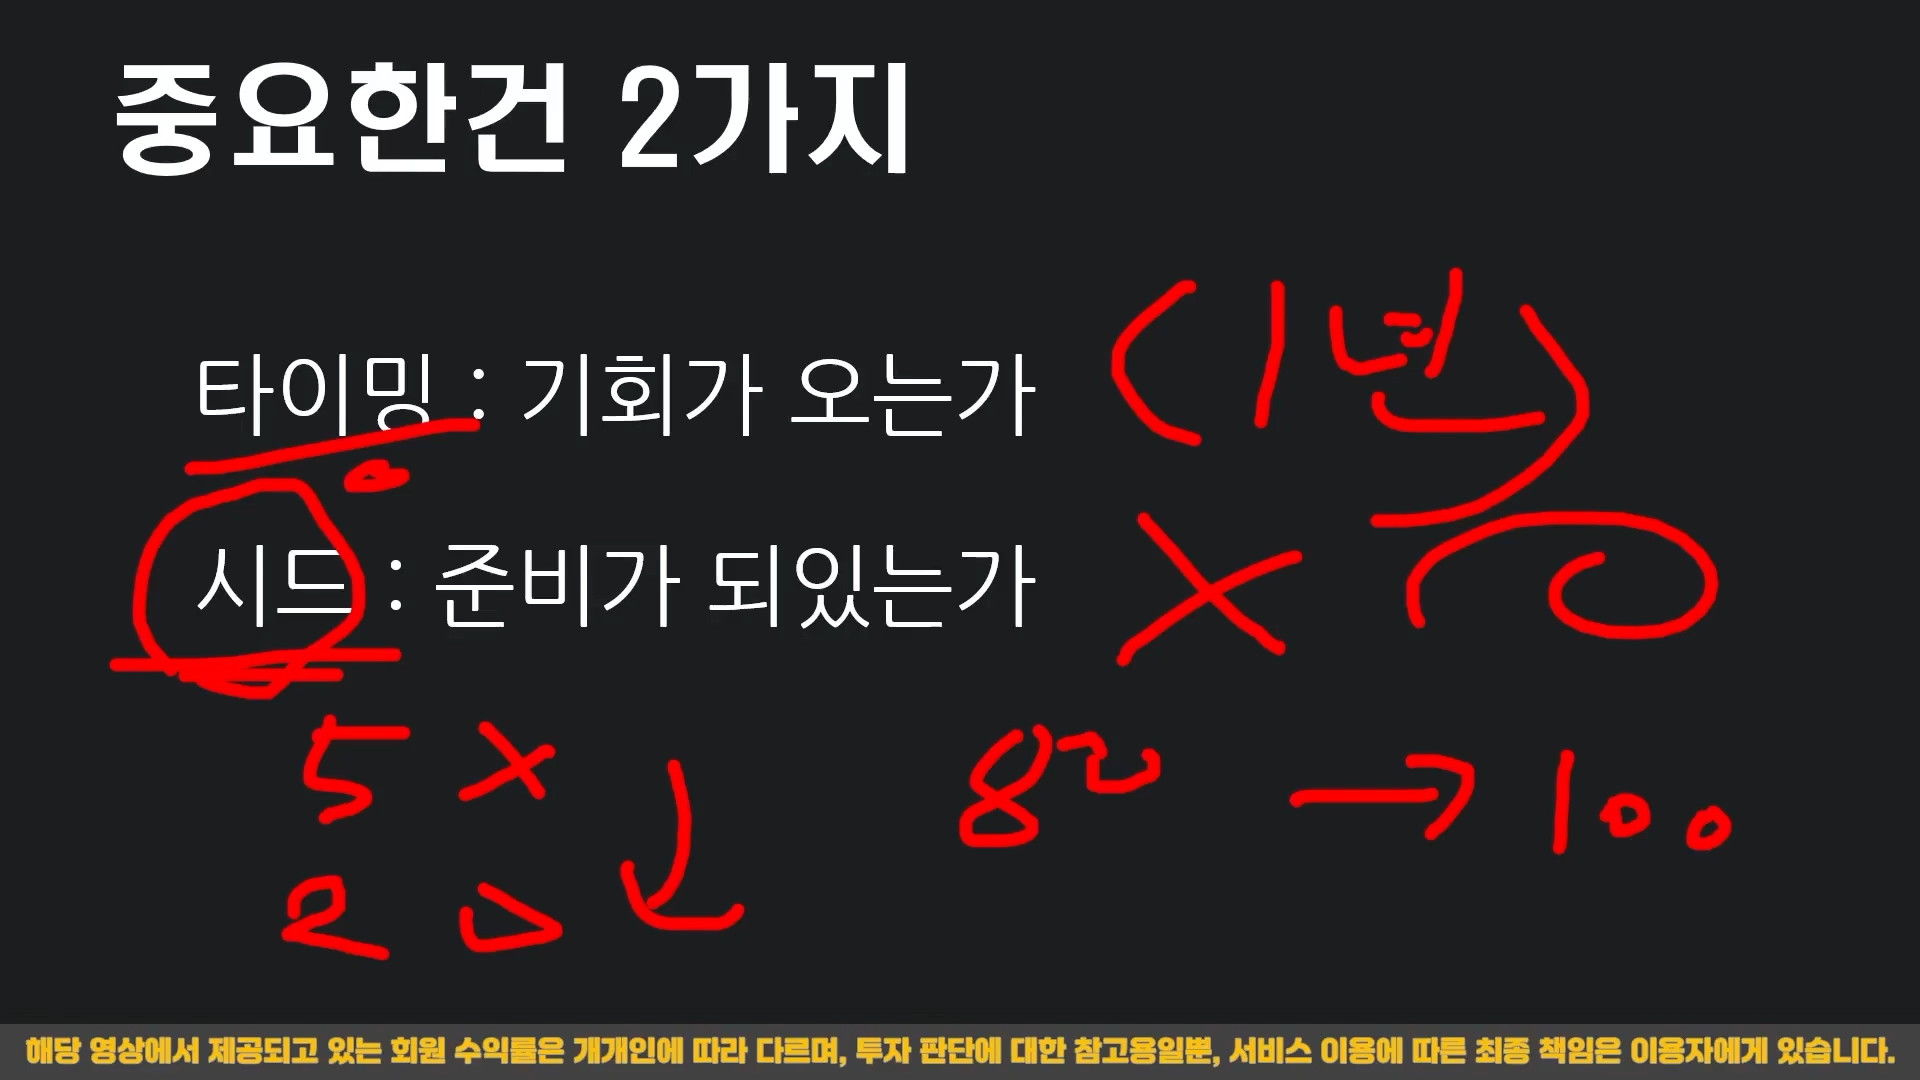 중요한건 2가지
타이밍 : 기회가 오는가 (1년)
시드 : 준비가 되있는가 X
5 X
80 → 100
2 △
해당 영상에서 제공되고 있는 회원 수익률은 개개인에 따라 다르며, 투자 판단에 대한 참고용일뿐, 서비스 이용에 따른 최종 책임은 이용자에게 있습니다.